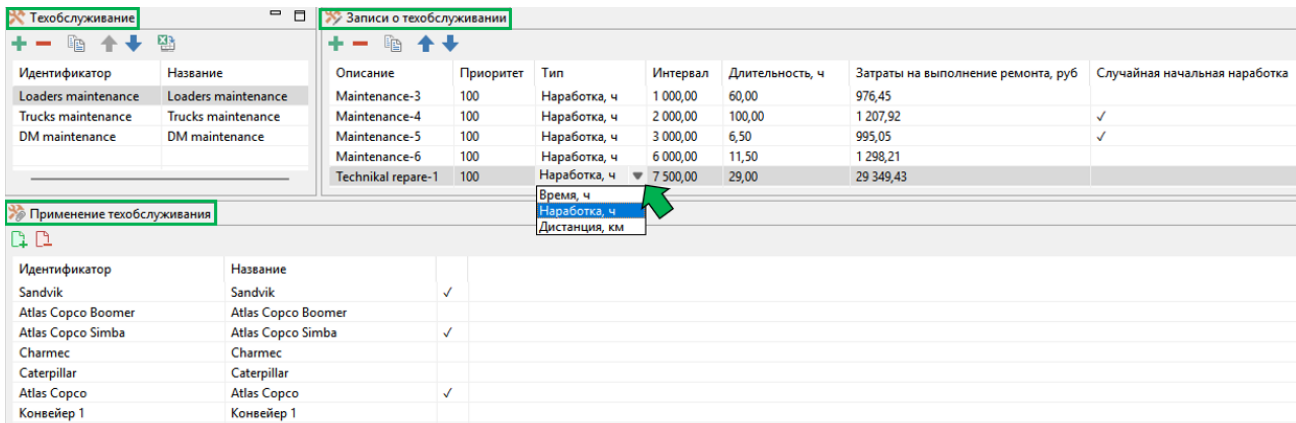 Техобслуживание
Записи о техобслуживании
Идентификатор Название
Loaders maintenance Loaders maintenance
Trucks maintenance Trucks maintenance
DM maintenance DM maintenance
Описание Приоритет Тип Интервал Длительность, ч Затраты на выполнение ремонта, руб Случайная начальная наработка
Maintenance-3 100 Наработка, ч 1 000,00 60,00 976,45
Maintenance-4 100 Наработка, ч 2 000,00 100,00 1 207,92 ✓
Maintenance-5 100 Наработка, ч 3 000,00 6,50 995,05 ✓
Maintenance-6 100 Наработка, ч 6 000,00 11,50 1 298,21
Technikal repare-1 100 Наработка, ч 7 500,00 29,00 29 349,43
Время, ч
Наработка, ч
Дистанция, км
Применение техобслуживания
Идентификатор Название
Sandvik Sandvik ✓
Atlas Copco Boomer Atlas Copco Boomer
Atlas Copco Simba Atlas Copco Simba ✓
Charmec Charmec
Caterpillar Caterpillar
Atlas Copco Atlas Copco ✓
Конвейер 1 Конвейер 1